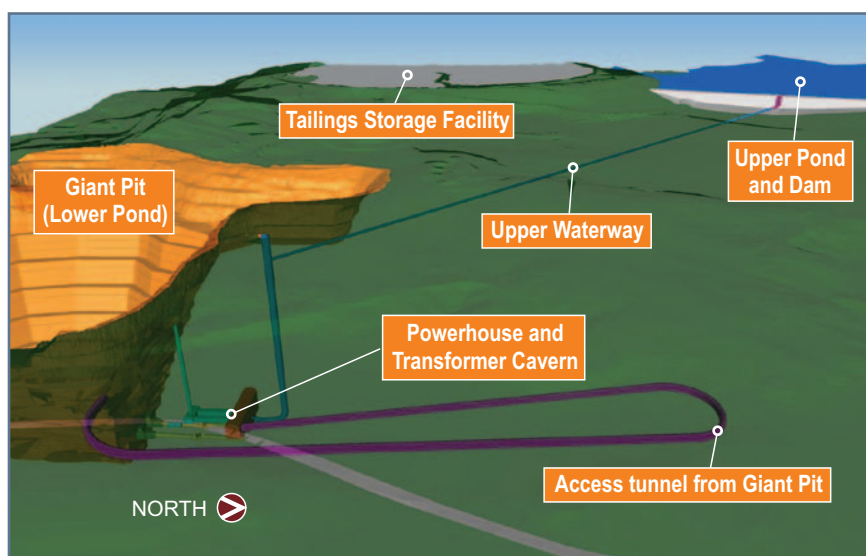 Tailings Storage Facility
Upper Pond
and Dam
Giant Pit
(Lower Pond)
Upper Waterway
Powerhouse and
Transformer Cavern
Access tunnel from Giant Pit
NORTH